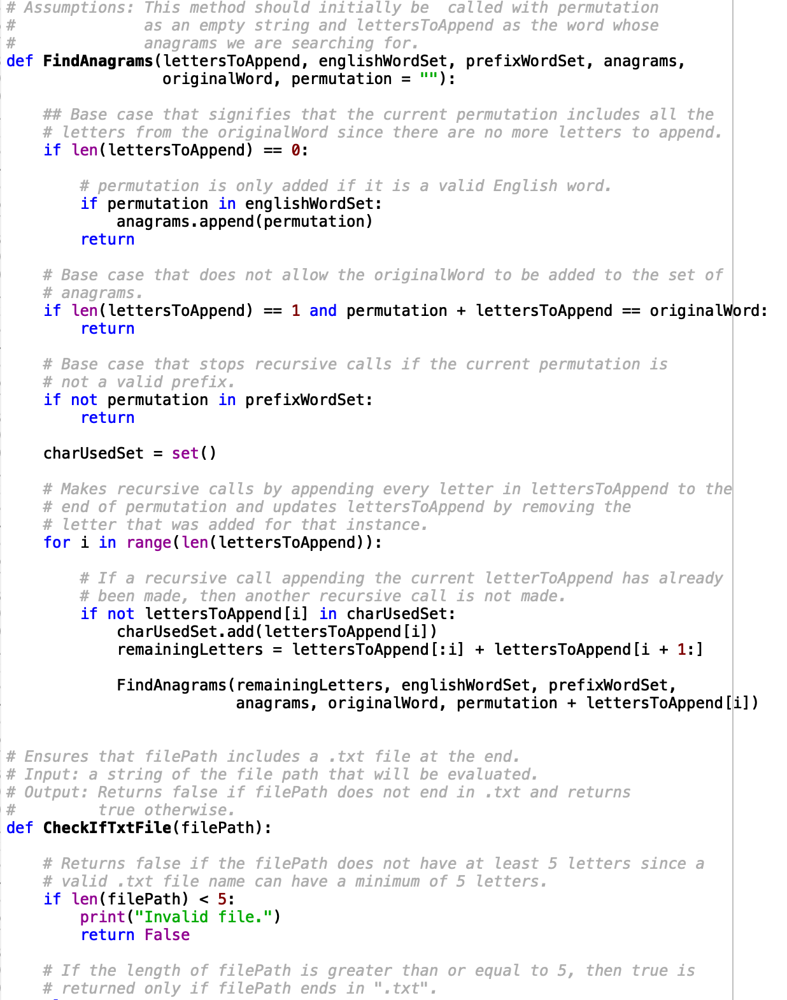 # Assumptions: This method should initially be  called with permutation
#              as an empty string and lettersToAppend as the word whose
#              anagrams we are searching for.
def FindAnagrams(lettersToAppend, englishWordSet, prefixWordSet, anagrams,
                 originalWord, permutation = ""):
    ## Base case that signifies that the current permutation includes all the
    # letters from the originalWord since there are no more letters to append.
    if len(lettersToAppend) == 0:
        # permutation is only added if it is a valid English word.
        if permutation in englishWordSet:
            anagrams.append(permutation)
        return
    # Base case that does not allow the originalWord to be added to the set of
    # anagrams.
    if len(lettersToAppend) == 1 and permutation + lettersToAppend == originalWord:
        return
    # Base case that stops recursive calls if the current permutation is
    # not a valid prefix.
    if not permutation in prefixWordSet:
        return
    charUsedSet = set()
    # Makes recursive calls by appending every letter in lettersToAppend to the
    # end of permutation and updates lettersToAppend by removing the
    # letter that was added for that instance.
    for i in range(len(lettersToAppend)):
        # If a recursive call appending the current letterToAppend has already
        # been made, then another recursive call is not made.
        if not lettersToAppend[i] in charUsedSet:
            charUsedSet.add(lettersToAppend[i])
            remainingLetters = lettersToAppend[:i] + lettersToAppend[i + 1:]
            FindAnagrams(remainingLetters, englishWordSet, prefixWordSet,
                         anagrams, originalWord, permutation + lettersToAppend[i])
# Ensures that filePath includes a .txt file at the end.
# Input: a string of the file path that will be evaluated.
# Output: Returns false if filePath does not end in .txt and returns
#         true otherwise.
def CheckIfTxtFile(filePath):
    # Returns false if the filePath does not have at least 5 letters since a
    # valid .txt file name can have a minimum of 5 letters.
    if len(filePath) < 5:
        print("Invalid file.")
        return False
    # If the length of filePath is greater than or equal to 5, then true is
    # returned only if filePath ends in ".txt".